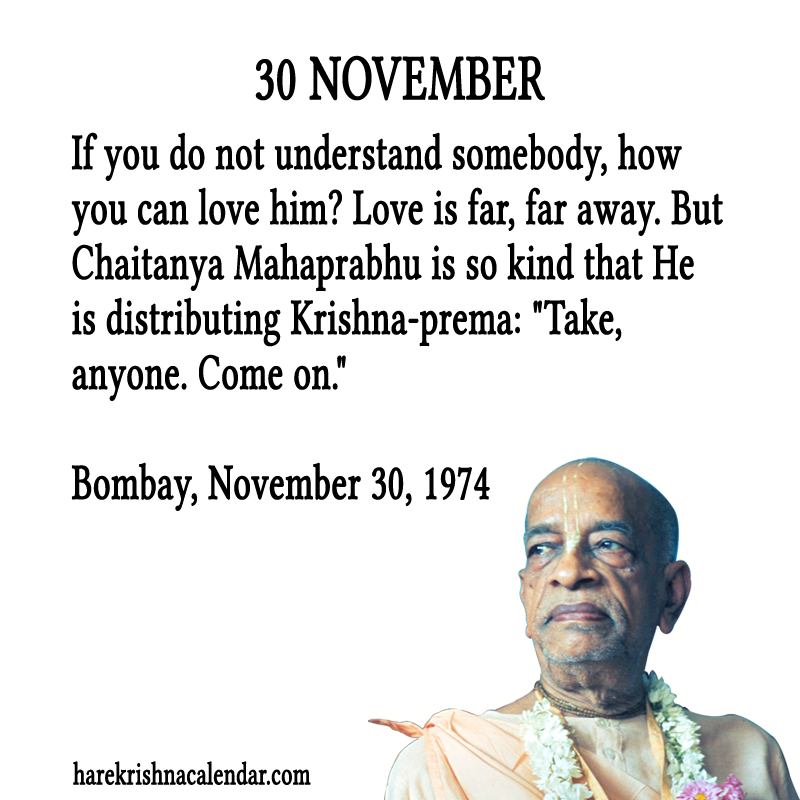 30 NOVEMBER
If you do not understand somebody, how
you can love him? Love is far, far away. But
Chaitanya Mahaprabhu is so kind that He
is distributing Krishna-prema: "Take,
anyone. Come on."
Bombay, November 30, 1974
harekrishnacalendar.com